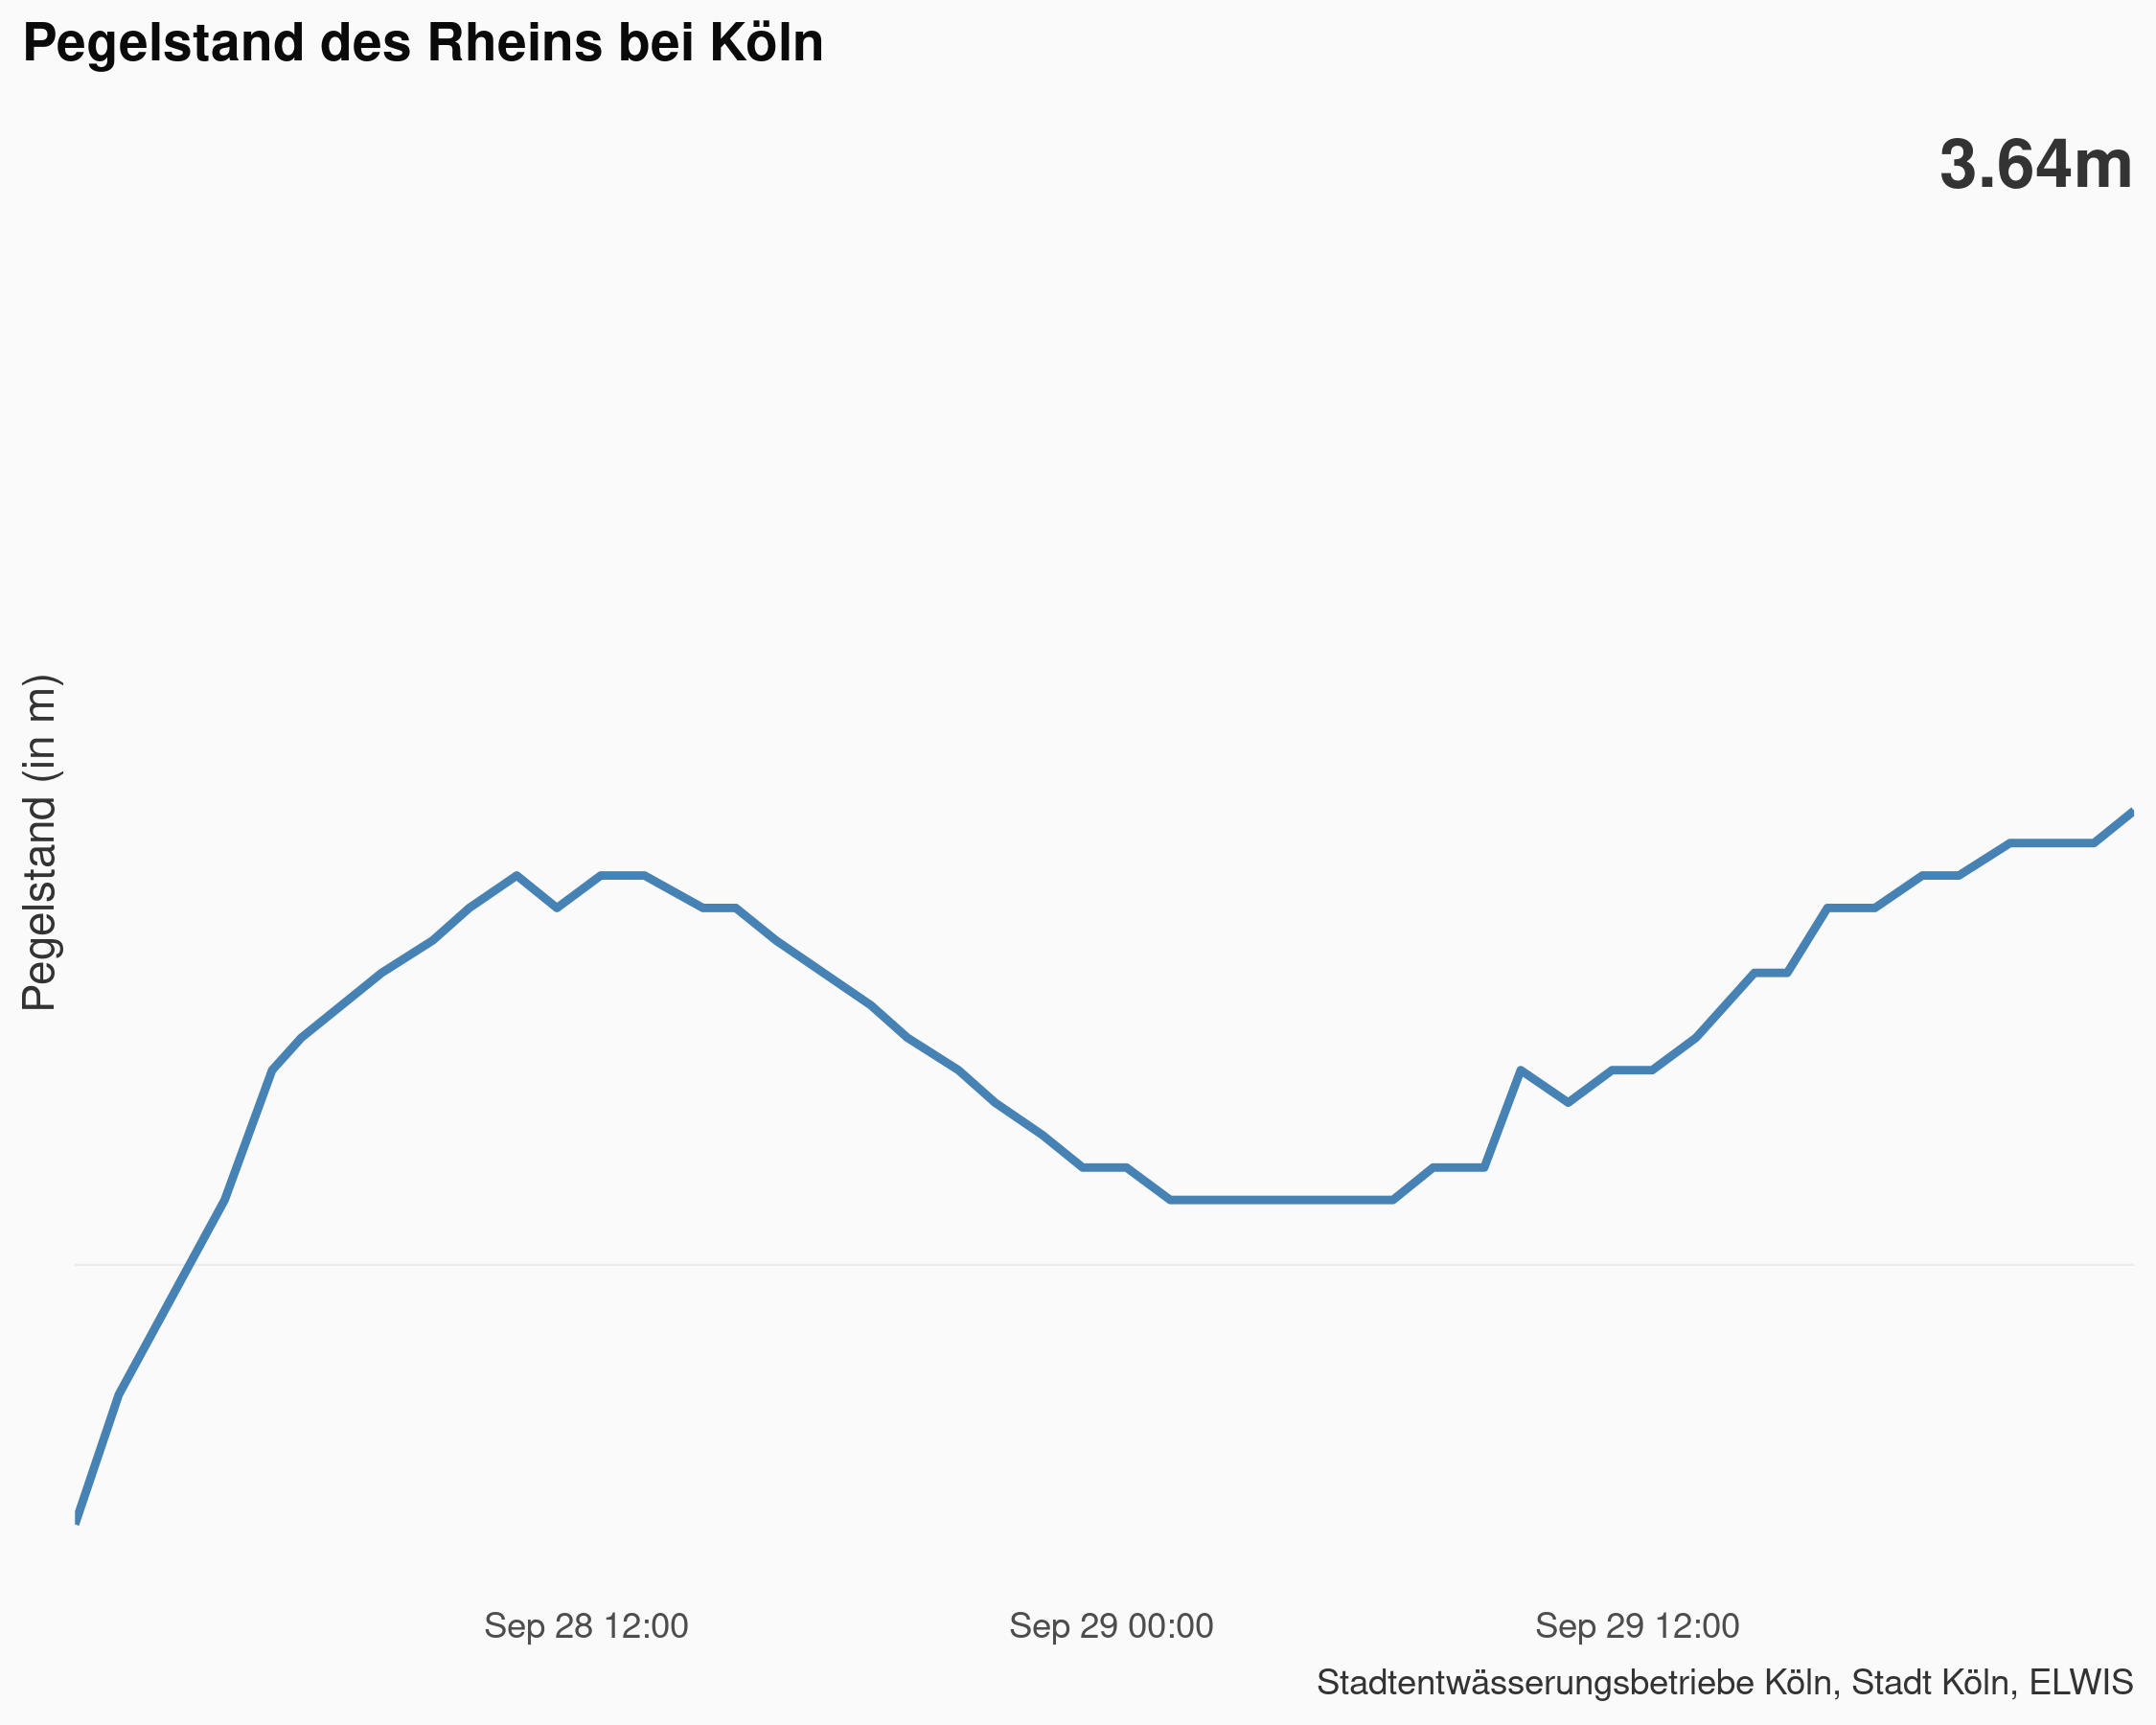 Pegelstand des Rheins bei Köln
3.64m
Pegelstand (in m)
Sep 28 12:00
Sep 29 00:00
Sep 29 12:00
Stadtentwässerungsbetriebe Köln, Stadt Köln, ELWIS